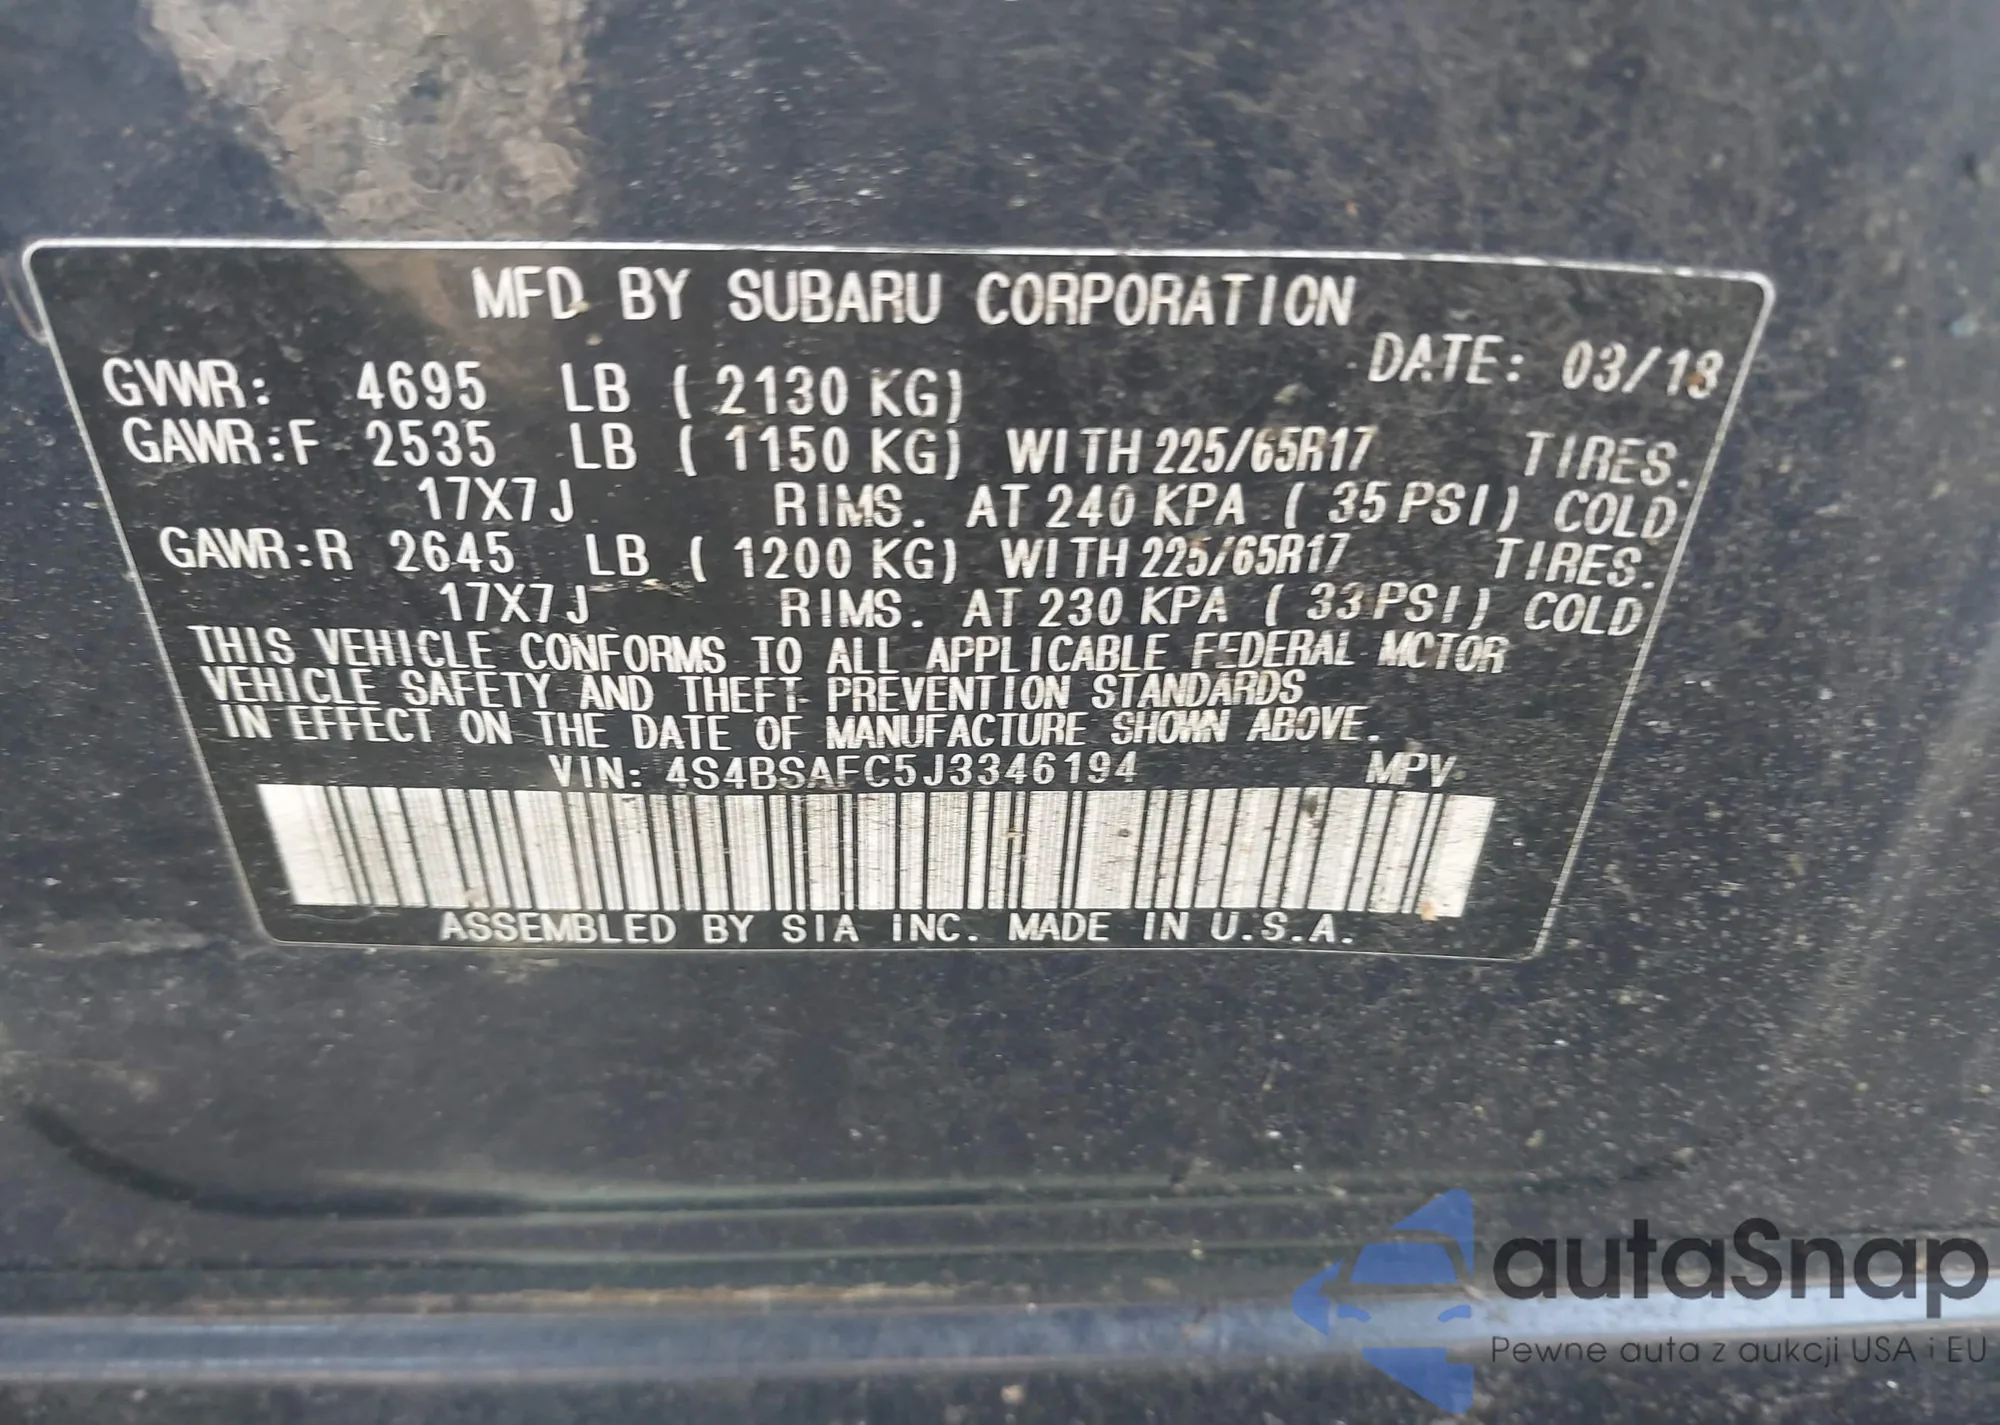 MFD BY SUBARU CORPORATION
DATE: 03/18
GVWR: 4695 LB ( 2130 KG)
GAWR:F 2535 LB ( 1150 KG) WITH 225/65R17 TIRES.
17X7J RIMS. AT 240 KPA ( 35 PSI) COLD
GAWR:R 2645 LB ( 1200 KG) WITH 225/65R17 TIRES.
17X7J RIMS. AT 230 KPA ( 33 PSI) COLD
THIS VEHICLE CONFORMS TO ALL APPLICABLE FEDERAL MOTOR
VEHICLE SAFETY AND THEFT PREVENTION STANDARDS
IN EFFECT ON THE DATE OF MANUFACTURE SHOWN ABOVE.
VIN: 4S4BSAFC5J3346194 MPV
ASSEMBLED BY SIA INC. MADE IN U.S.A.
autaSnap
Pewne auta z aukcji USA i EU